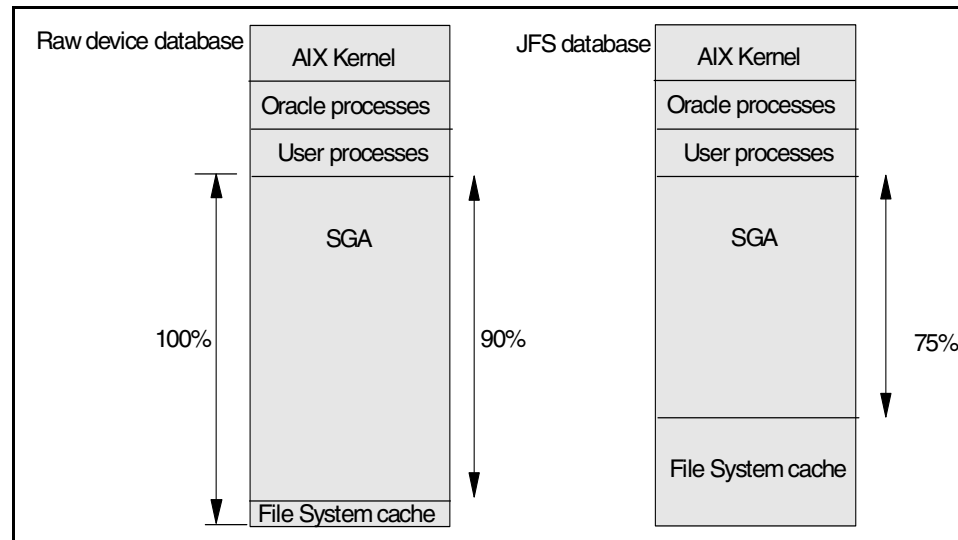 Raw device database
AIX Kernel
Oracle processes
User processes
SGA
100%
90%
File System cache
JFS database
AIX Kernel
Oracle processes
User processes
SGA
75%
File System cache